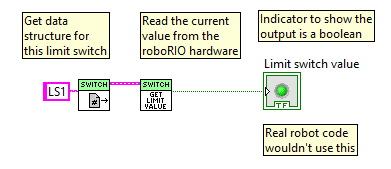 Get data
structure for
this limit switch
Read the current
value from the
roboRIO hardware
Indicator to show the
output is a boolean
Limit switch value
LS1
SWITCH
#
SWITCH
GET
LIMIT
VALUE
TF
Real robot code
wouldn't use this